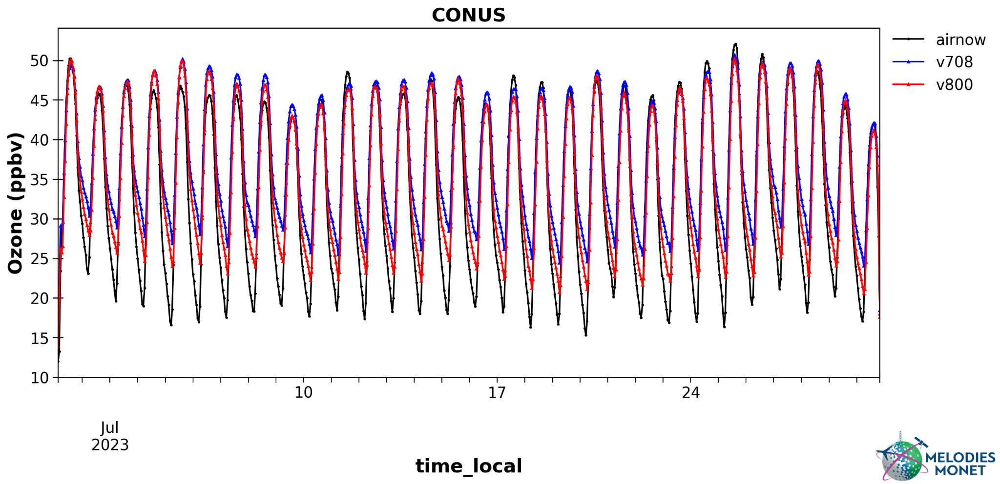 CONUS
airnow
v708
v800
Ozone (ppbv)
50
45
40
35
30
25
20
15
10
10
17
24
Jul
2023
time_local
MELODIES
MONET